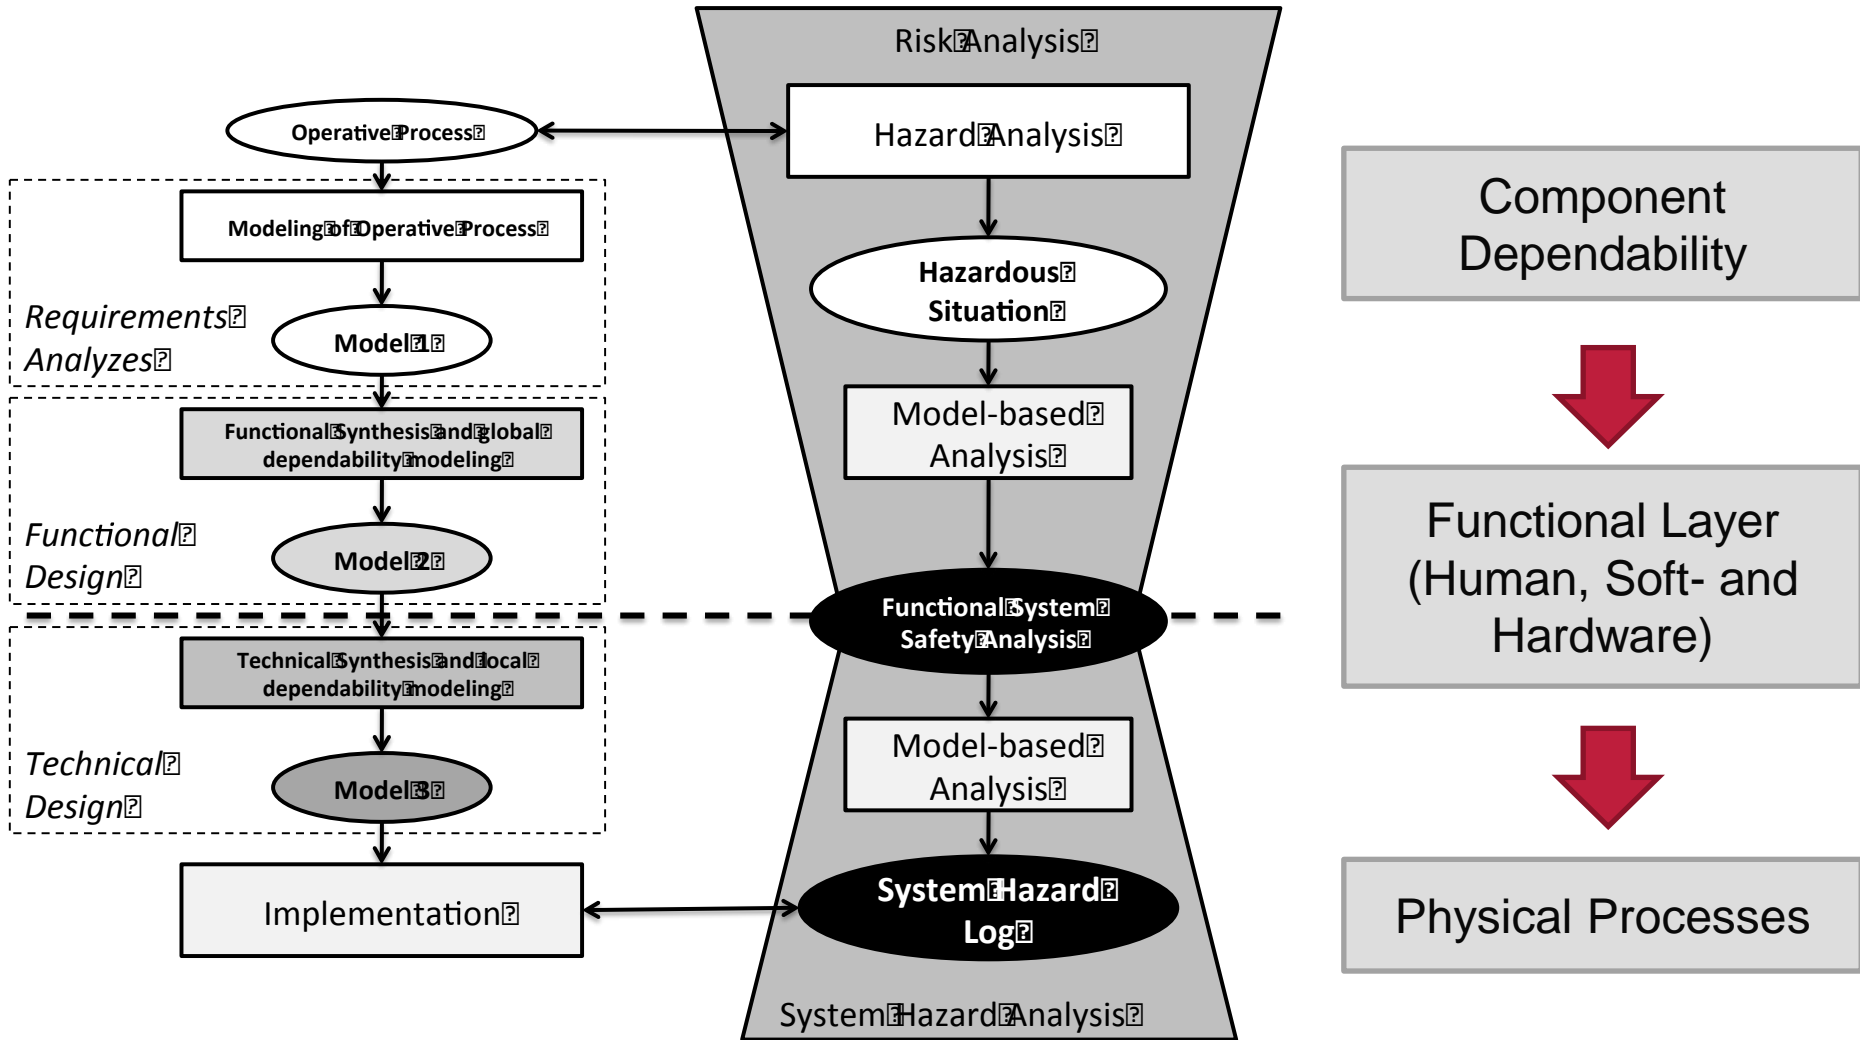 Risk Analysis
Operative Process
Hazard Analysis
Modeling of Operative Process
Requirements
Analyzes
Model 1
Hazardous
Situation
Functional Synthesis and global
dependability modeling
Model-based
Analysis
Functional
Design
Model 2
Functional System
Safety Analysis
Technical Synthesis and local
dependability modeling
Technical
Design
Model 3
Model-based
Analysis
Implementation
System Hazard
Log
System Hazard Analysis
Component
Dependability
Functional Layer
(Human, Soft- and
Hardware)
Physical Processes